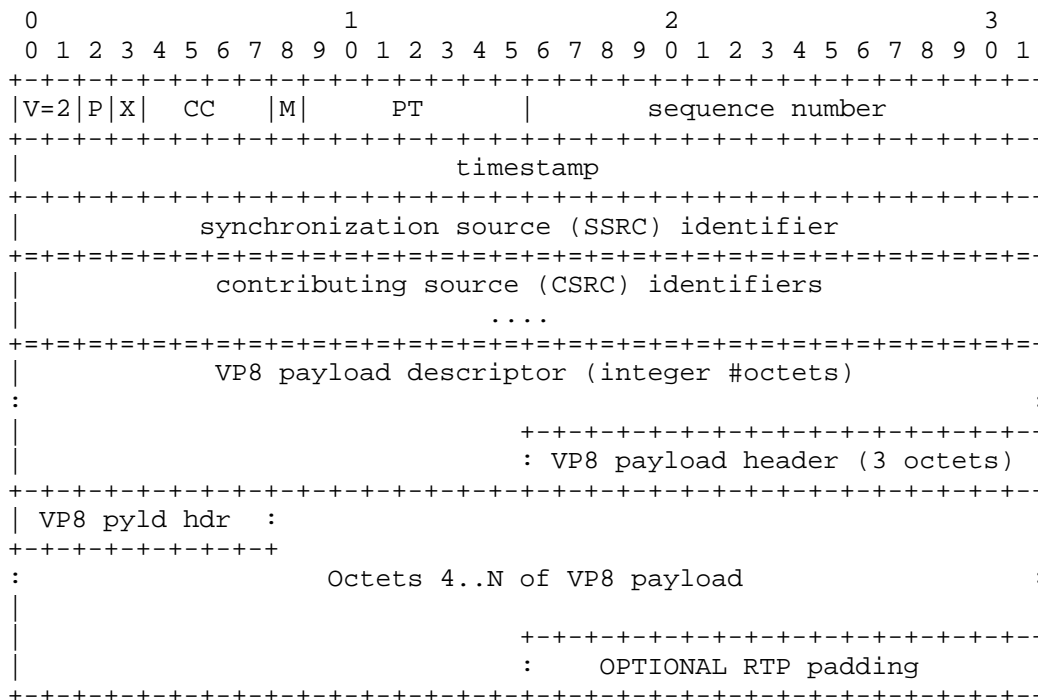 0                   1                   2                   3
 0 1 2 3 4 5 6 7 8 9 0 1 2 3 4 5 6 7 8 9 0 1 2 3 4 5 6 7 8 9 0 1
+-+-+-+-+-+-+-+-+-+-+-+-+-+-+-+-+-+-+-+-+-+-+-+-+-+-+-+-+-+-+-+--
|V=2|P|X|  CC   |M|     PT      |       sequence number
+-+-+-+-+-+-+-+-+-+-+-+-+-+-+-+-+-+-+-+-+-+-+-+-+-+-+-+-+-+-+-+--
|                           timestamp
+-+-+-+-+-+-+-+-+-+-+-+-+-+-+-+-+-+-+-+-+-+-+-+-+-+-+-+-+-+-+-+--
|           synchronization source (SSRC) identifier
+=+=+=+=+=+=+=+=+=+=+=+=+=+=+=+=+=+=+=+=+=+=+=+=+=+=+=+=+=+=+=+=-
|            contributing source (CSRC) identifiers
|                             ....
+=+=+=+=+=+=+=+=+=+=+=+=+=+=+=+=+=+=+=+=+=+=+=+=+=+=+=+=+=+=+=+=-
|            VP8 payload descriptor (integer #octets)
:                                                               :
|                               +-+-+-+-+-+-+-+-+-+-+-+-+-+-+-+--
|                               : VP8 payload header (3 octets)
+-+-+-+-+-+-+-+-+-+-+-+-+-+-+-+-+-+-+-+-+-+-+-+-+-+-+-+-+-+-+-+--
| VP8 pyld hdr  :
+-+-+-+-+-+-+-+-+
:                   Octets 4..N of VP8 payload                  :
|
|                               +-+-+-+-+-+-+-+-+-+-+-+-+-+-+-+--
|                               :    OPTIONAL RTP padding
+-+-+-+-+-+-+-+-+-+-+-+-+-+-+-+-+-+-+-+-+-+-+-+-+-+-+-+-+-+-+-+--